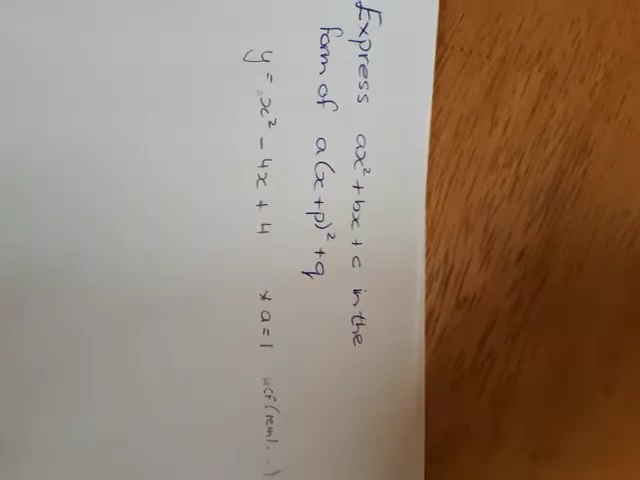 Express ax² + bx + c in the
form of a(x+p)² + q
y = x² - 4x + 4 * a = 1